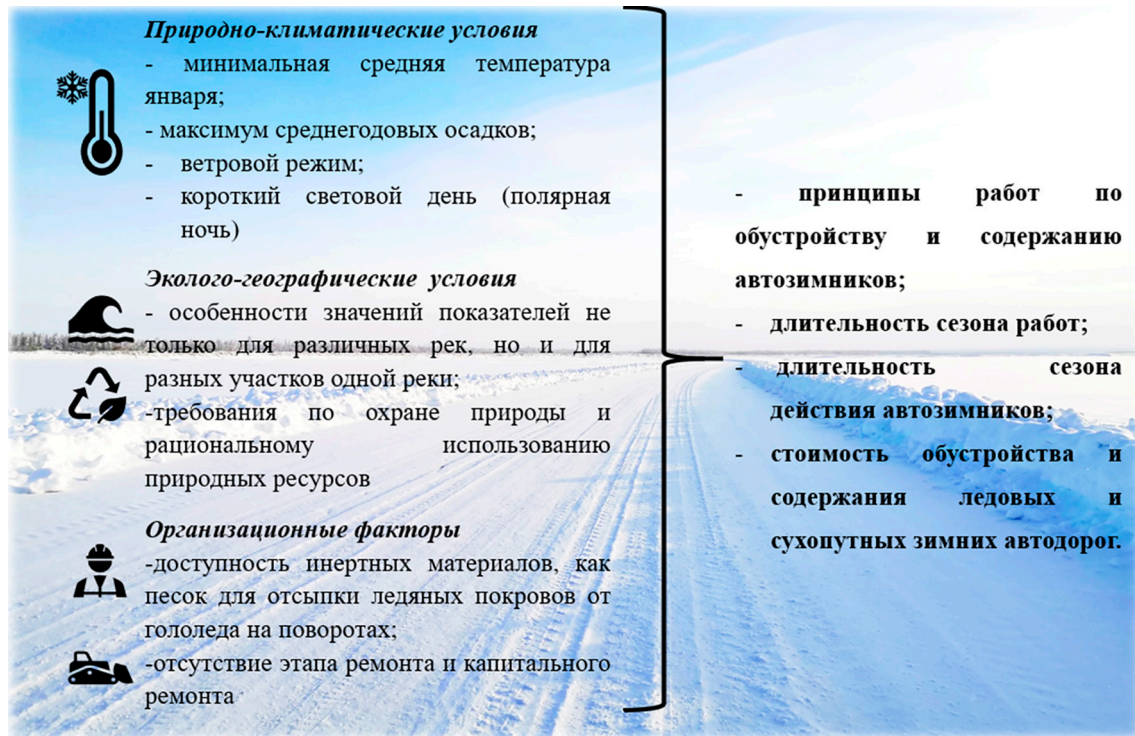 Природно-климатические условия
- минимальная средняя температура
января;
- максимум среднегодовых осадков;
- ветровой режим;
- короткий световой день (полярная
ночь)
Эколого-географические условия
- особенности значений показателей не
только для различных рек, но и для
разных участков одной реки;
-требования по охране природы и
рациональному использованию
природных ресурсов
Организационные факторы
-доступность инертных материалов, как
песок для отсыпки ледяных покровов от
гололеда на поворотах;
-отсутствие этапа ремонта и капитального
ремонта
- принципы работ по
обустройству и содержанию
автозимников;
- длительность сезона работ;
- длительность сезона
действия автозимников;
- стоимость обустройства и
содержания ледовых и
сухопутных зимних автодорог.